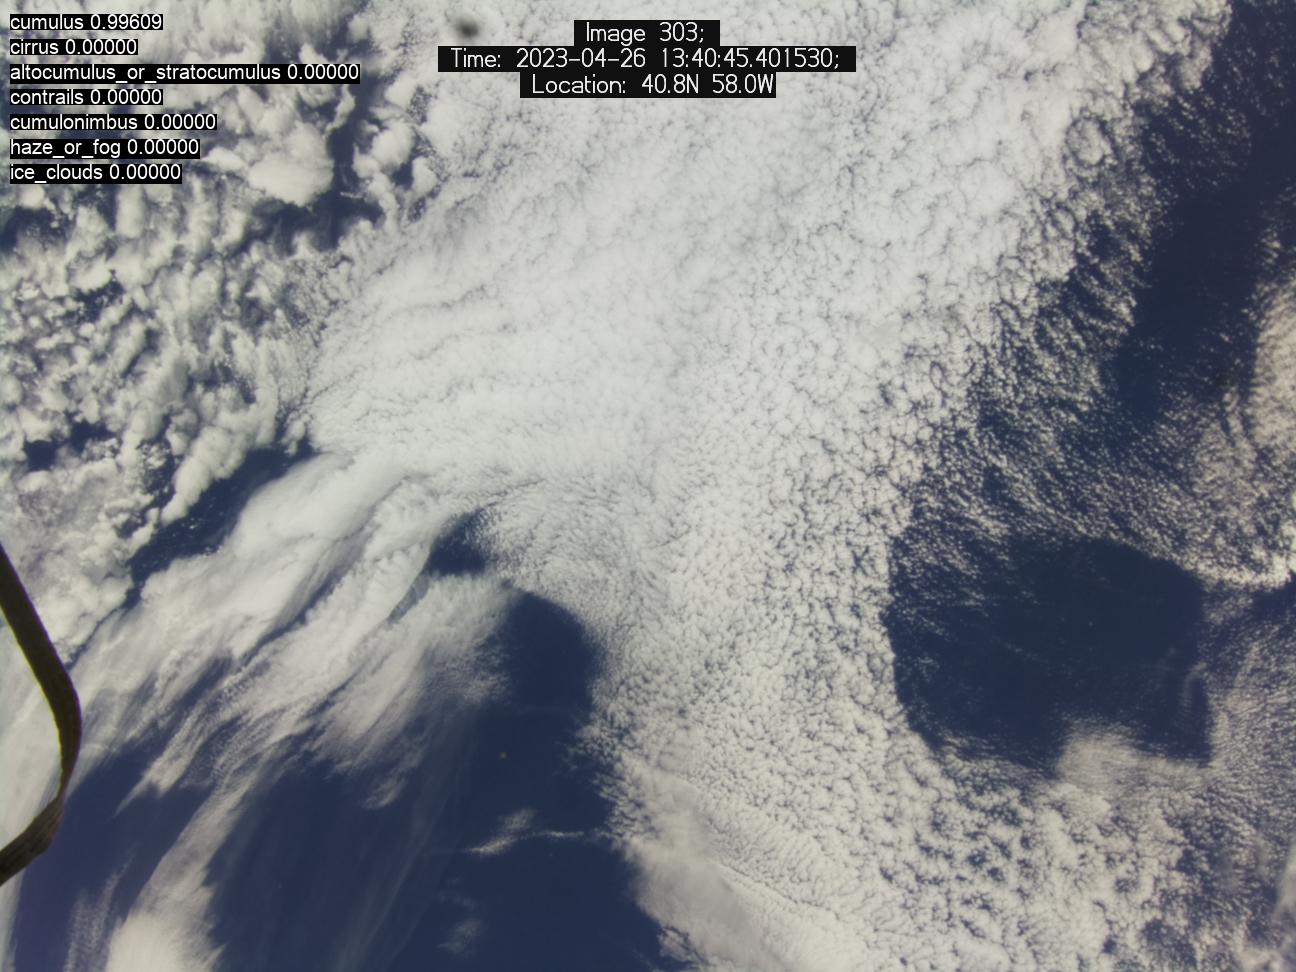 cumulus 0.99609
cirrus 0.00000
altocumulus_or_stratocumulus 0.00000
contrails 0.00000
cumulonimbus 0.00000
haze_or_fog 0.00000
ice_clouds 0.00000
Image 303;
Time: 2023-04-26 13:40:45.401530;
Location: 40.8N 58.0W